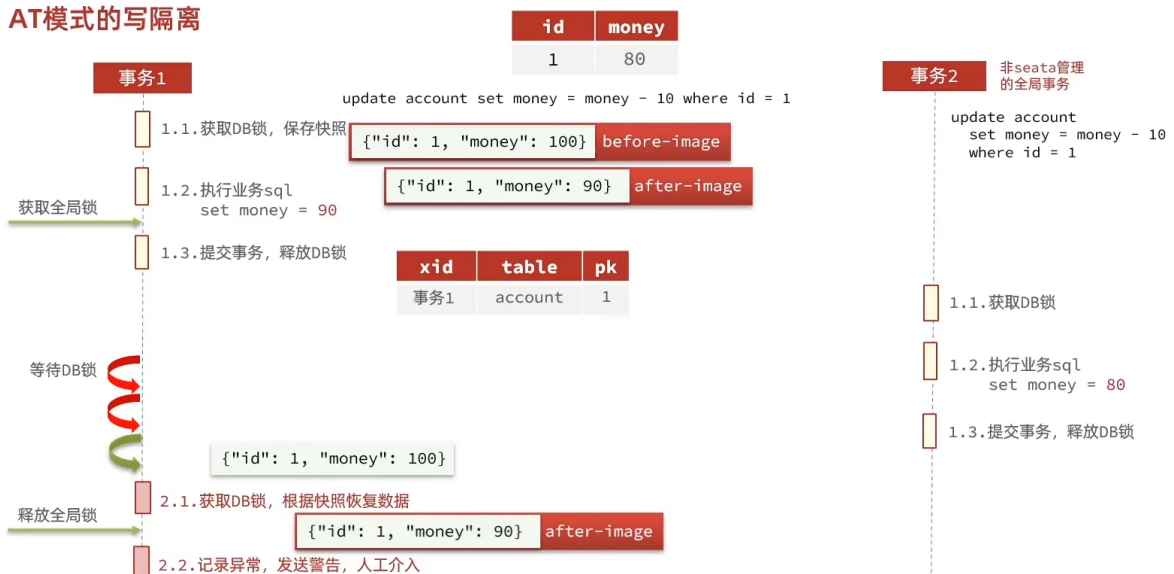 AT模式的写隔离
id money
1 80
事务1
事务2
非seata管理
的全局事务
update account set money = money - 10 where id = 1
update account
set money = money - 10
where id = 1
1.1.获取DB锁，保存快照
{"id": 1, "money": 100} before-image
1.2.执行业务sql
set money = 90
{"id": 1, "money": 90} after-image
获取全局锁
1.3.提交事务，释放DB锁
xid table pk
事务1 account 1
1.1.获取DB锁
1.2.执行业务sql
set money = 80
1.3.提交事务，释放DB锁
等待DB锁
{"id": 1, "money": 100}
2.1.获取DB锁，根据快照恢复数据
释放全局锁
{"id": 1, "money": 90} after-image
2.2.记录异常，发送警告，人工介入